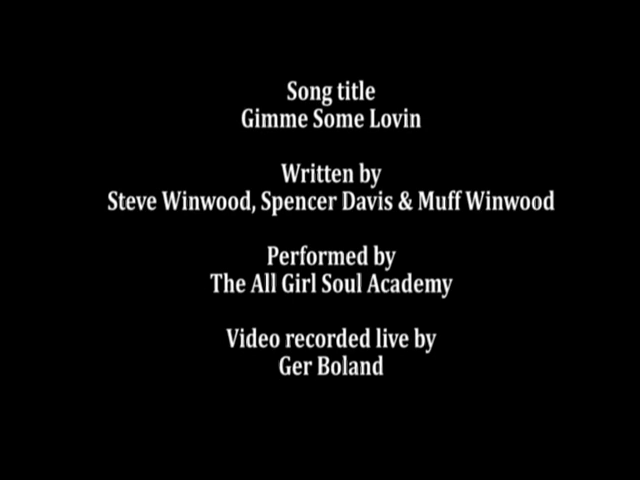 Song title
Gimme Some Lovin
Written by
Steve Winwood, Spencer Davis & Muff Winwood
Performed by
The All Girl Soul Academy
Video recorded live by
Ger Boland